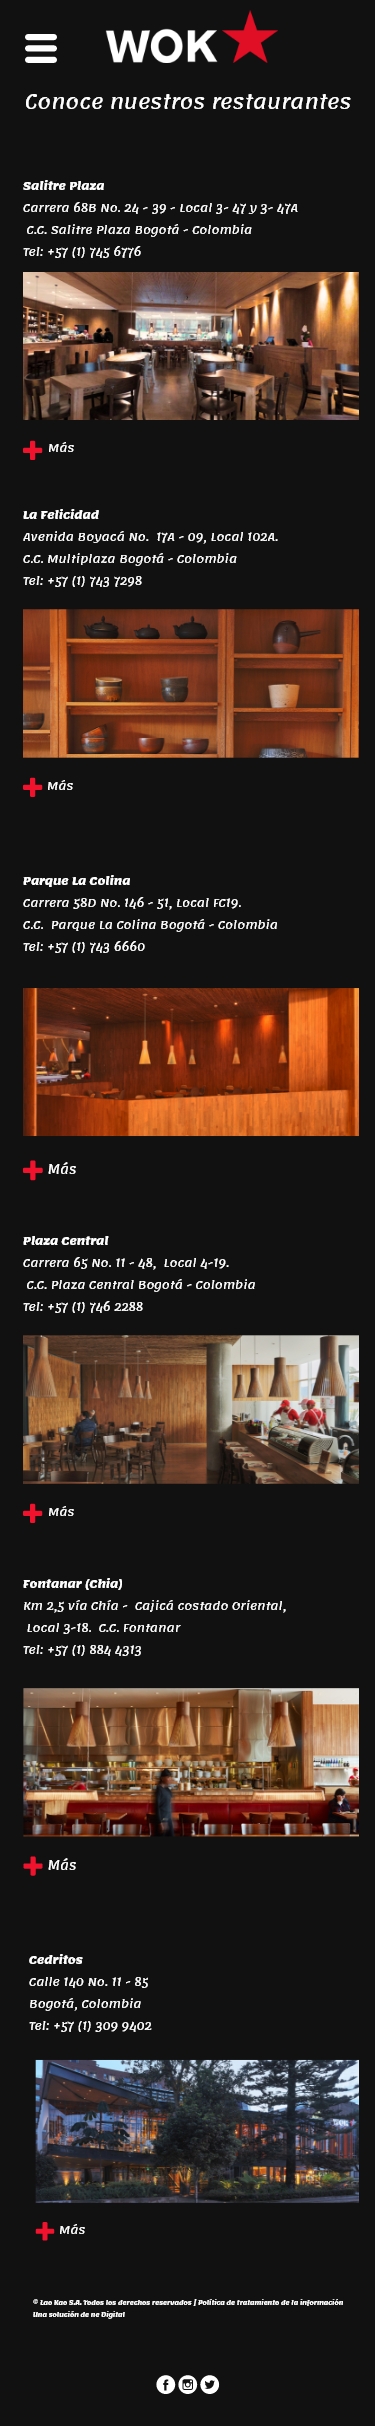 WOK
Conoce nuestros restaurantes
Salitre Plaza
Carrera 68B No. 24 - 39 - Local 3- 47 y 3- 47A
C.C. Salitre Plaza Bogotá - Colombia
Tel: +57 (1) 745 6776
Más
La Felicidad
Avenida Boyacá No. 17A - 09, Local 102A.
C.C. Multiplaza Bogotá - Colombia
Tel: +57 (1) 743 7298
Más
Parque La Colina
Carrera 58D No. 146 - 51, Local FC19.
C.C. Parque La Colina Bogotá - Colombia
Tel: +57 (1) 743 6660
Más
Plaza Central
Carrera 65 No. 11 - 48, Local 4-19.
C.C. Plaza Central Bogotá - Colombia
Tel: +57 (1) 746 2288
Más
Fontanar (Chia)
Km 2,5 vía Chía - Cajicá costado Oriental,
Local 3-18. C.C. Fontanar
Tel: +57 (1) 884 4313
Más
Cedritos
Calle 140 No. 11 - 85
Bogotá, Colombia
Tel: +57 (1) 309 9402
Más
© Lao Kao S.A. Todos los derechos reservados | Política de tratamiento de la información
Una solución de ne Digital